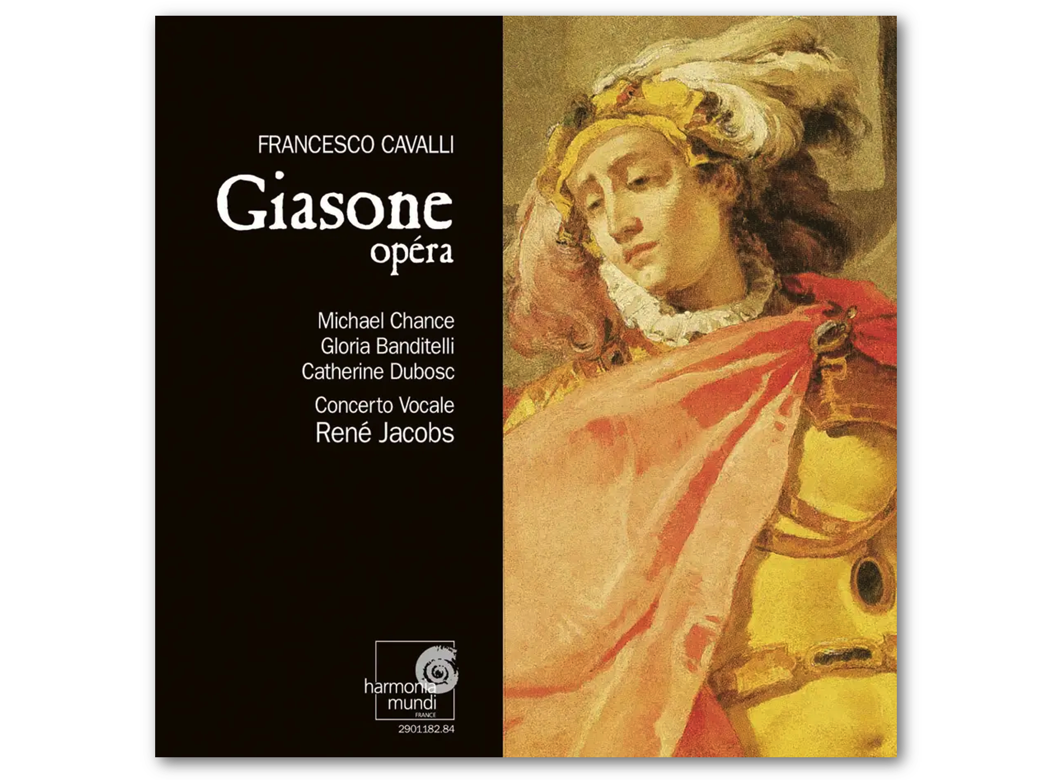 FRANCESCO CAVALLI
Giasone
opéra
Michael Chance
Gloria Banditelli
Catherine Dubosc
Concerto Vocale
René Jacobs
harmonia
mundi
FRANCE
2901182.84